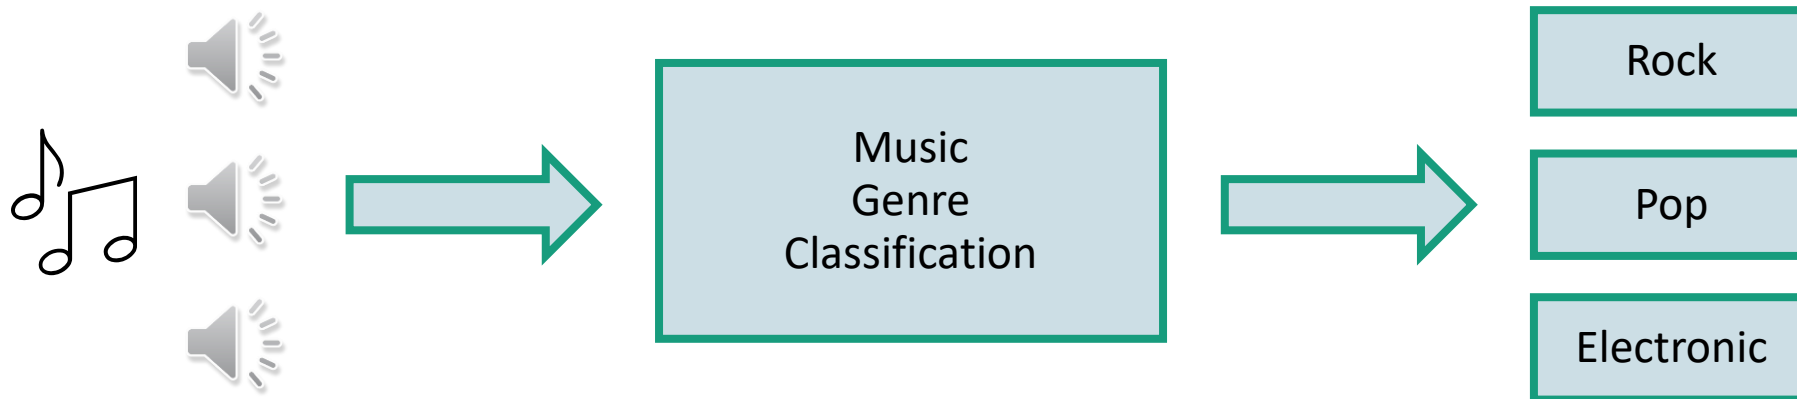 Music
Genre
Classification
Rock
Pop
Electronic